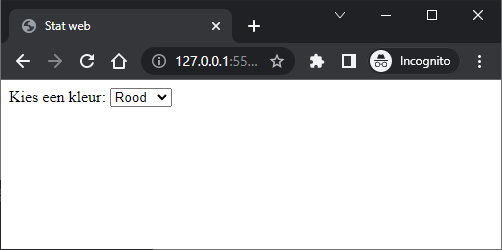 Stat web
127.0.0.1:55...
Incognito
Kies een kleur: Rood